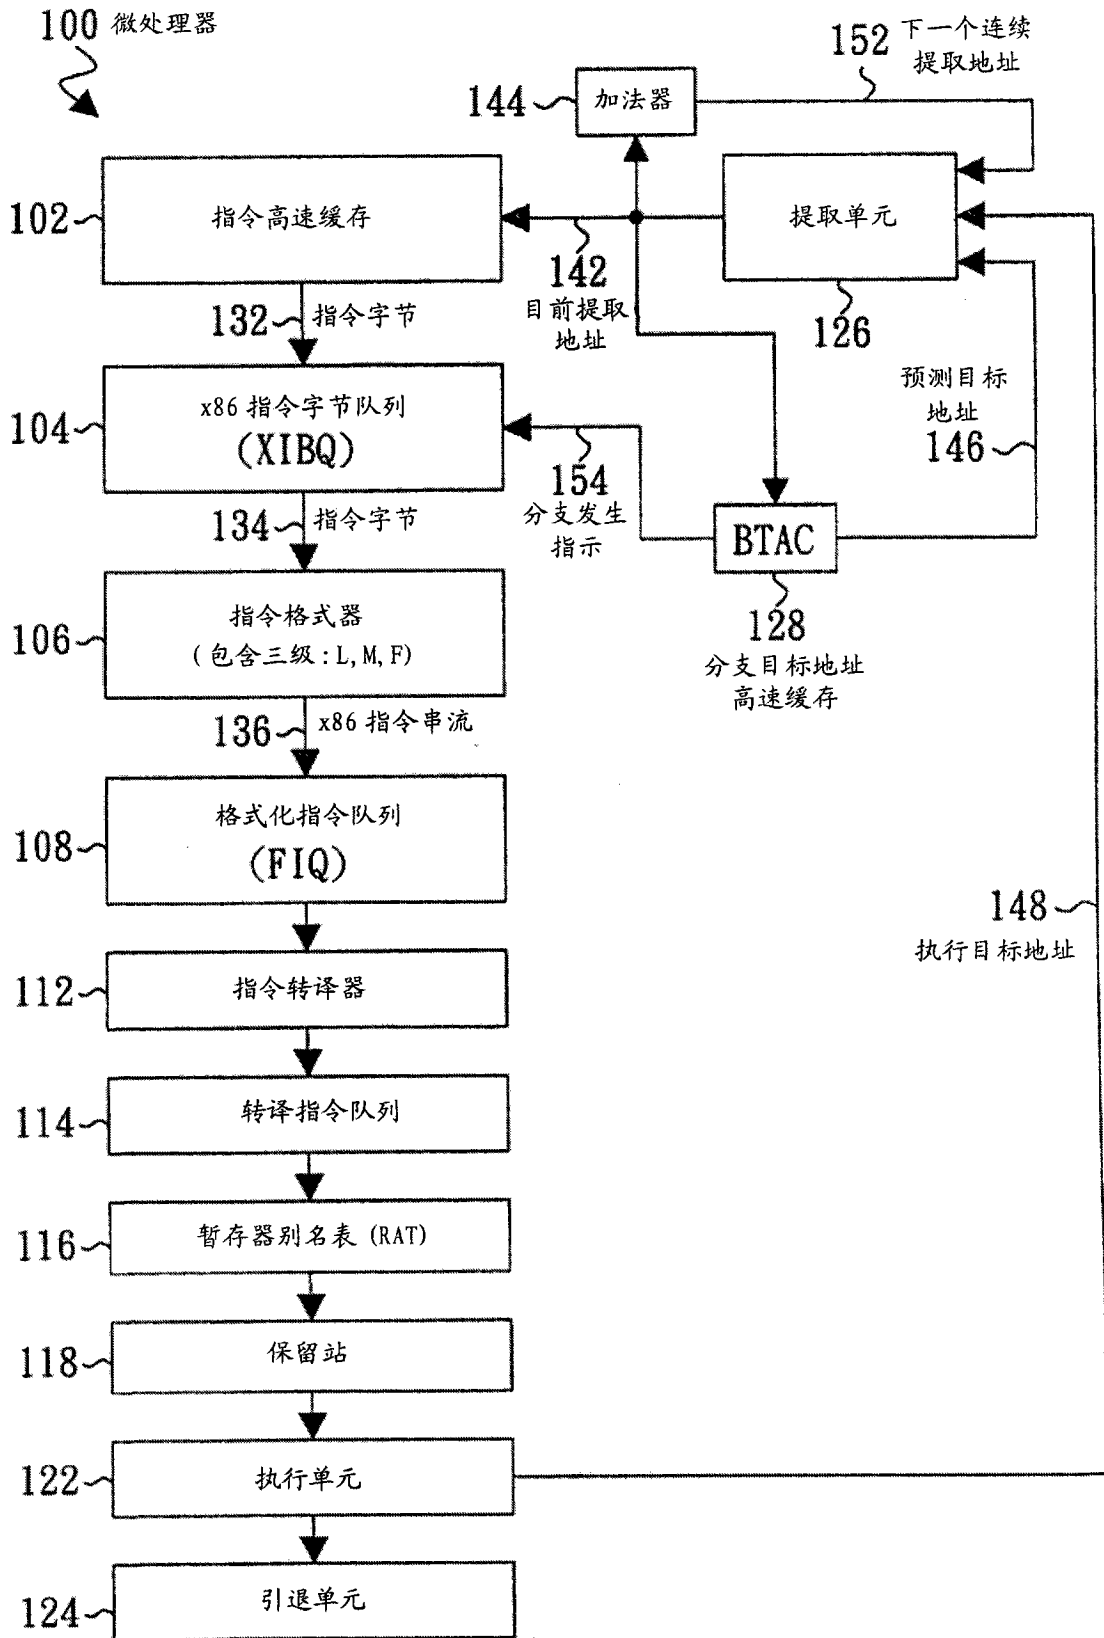 100 微处理器
152 下一个连续
提取地址
144 加法器
102 指令高速缓存
提取单元
142
目前提取
地址
126
132 指令字节
预测目标
地址
146
104 x86 指令字节队列
(XIBQ)
154
分支发生
指示
134 指令字节
BTAC
128
分支目标地址
高速缓存
106 指令格式器
(包含三级:L,M,F)
136 x86 指令串流
108 格式化指令队列
(FIQ)
148
执行目标地址
112 指令转译器
114 转译指令队列
116 暂存器别名表 (RAT)
118 保留站
122 执行单元
124 引退单元